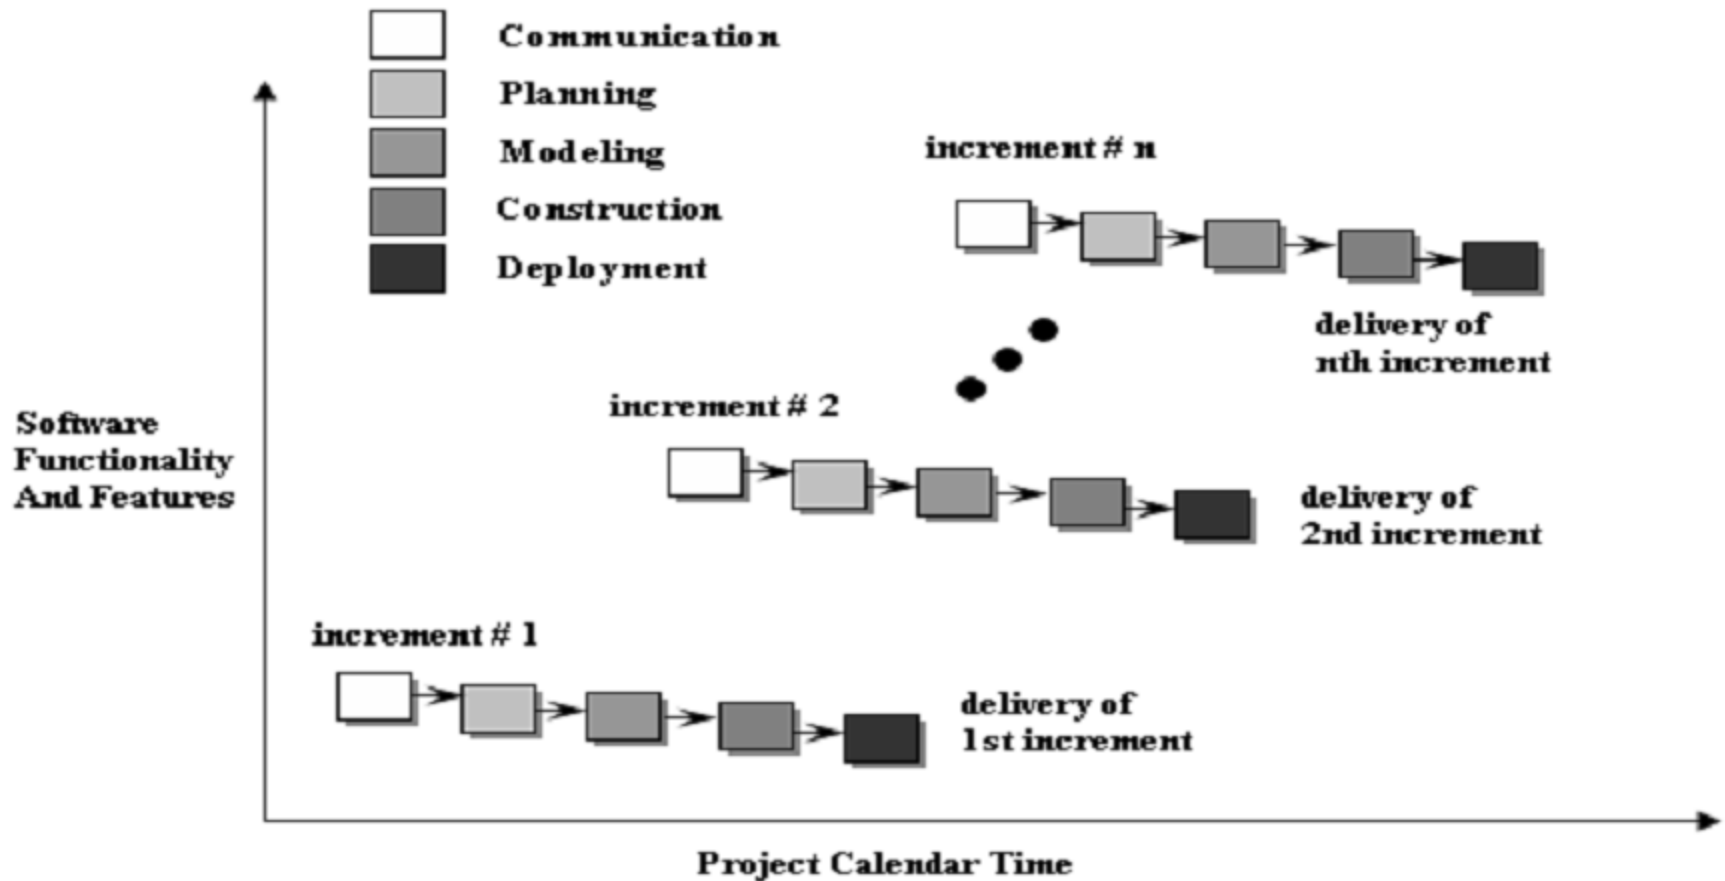 Communication
Planning
Modeling
Construction
Deployment
increment # n
delivery of
nth increment
increment # 2
delivery of
2nd increment
Software
Functionality
And Features
increment # 1
delivery of
1st increment
Project Calendar Time